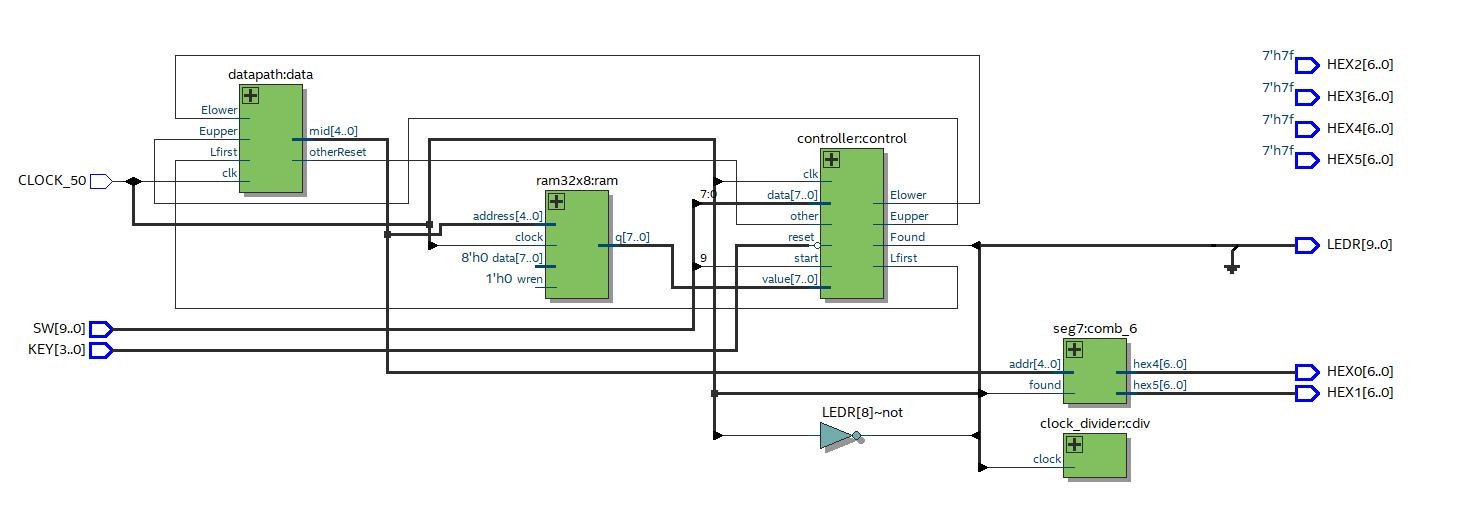 7'h7f HEX2[6..0]
datapath:data
7'h7f HEX3[6..0]
Elower
7'h7f HEX4[6..0]
Eupper mid[4..0]
controller:control
Lfirst otherReset
7'h7f HEX5[6..0]
clk
CLOCK_50
ram32x8:ram
clk
7:0 data[7..0] Elower
address[4..0]
other Eupper
clock q[7..0]
reset Found
LEDR[9..0]
8'h0 data[7..0]
9 start Lfirst
1'h0 wren
value[7..0]
SW[9..0]
seg7:comb_6
KEY[3..0]
addr[4..0] hex4[6..0] HEX0[6..0]
found hex5[6..0] HEX1[6..0]
LEDR[8]~not
clock_divider:cdiv
clock